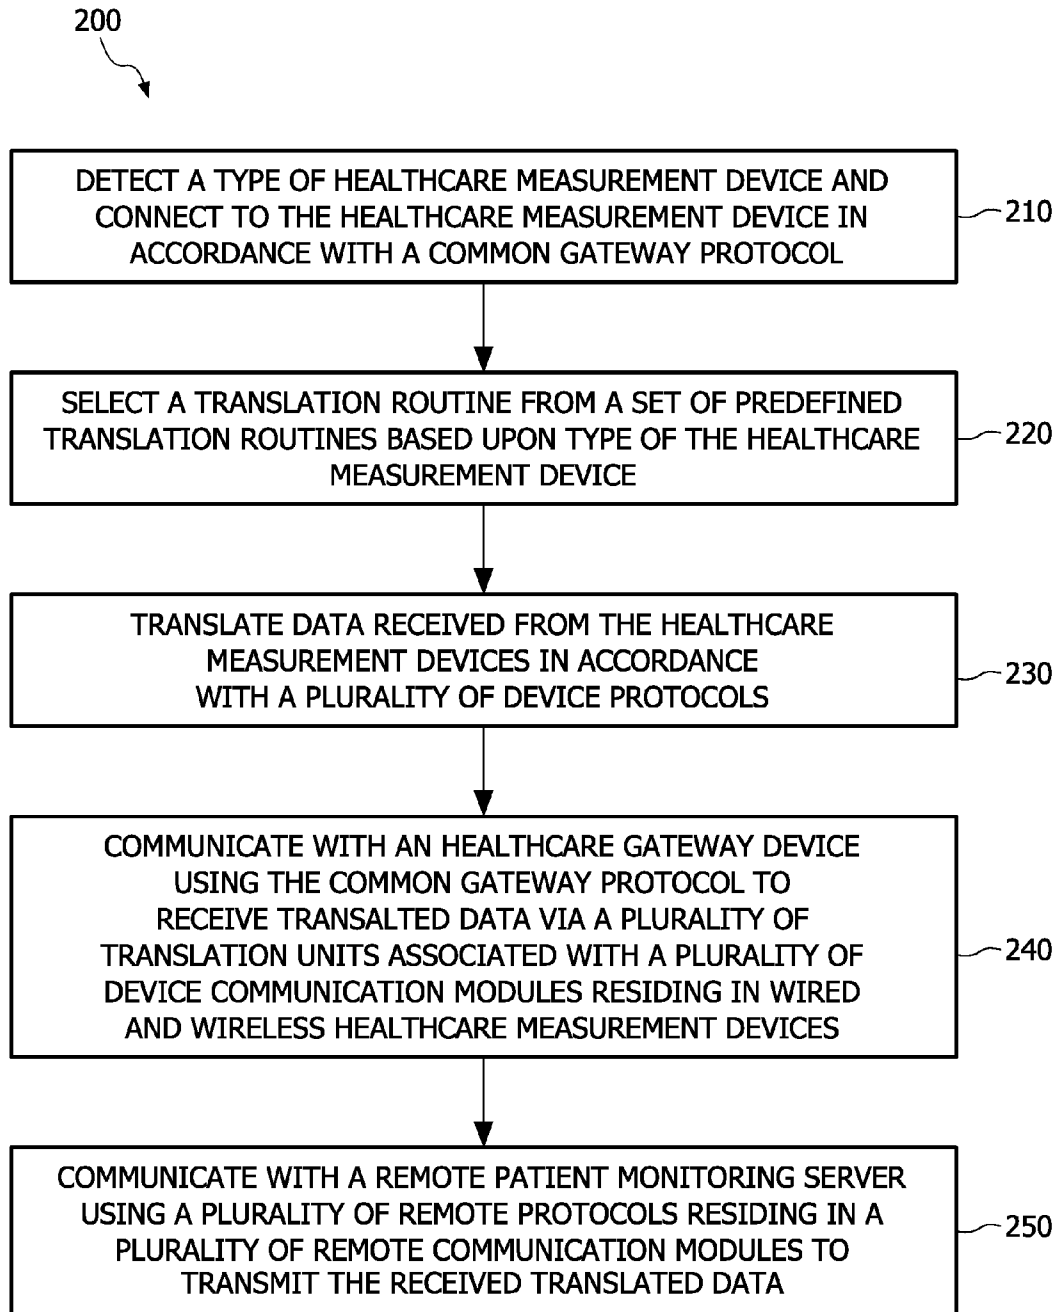 200
DETECT A TYPE OF HEALTHCARE MEASUREMENT DEVICE AND
CONNECT TO THE HEALTHCARE MEASUREMENT DEVICE IN
ACCORDANCE WITH A COMMON GATEWAY PROTOCOL
210
SELECT A TRANSLATION ROUTINE FROM A SET OF PREDEFINED
TRANSLATION ROUTINES BASED UPON TYPE OF THE HEALTHCARE
MEASUREMENT DEVICE
220
TRANSLATE DATA RECEIVED FROM THE HEALTHCARE
MEASUREMENT DEVICES IN ACCORDANCE
WITH A PLURALITY OF DEVICE PROTOCOLS
230
COMMUNICATE WITH AN HEALTHCARE GATEWAY DEVICE
USING THE COMMON GATEWAY PROTOCOL TO
RECEIVE TRANSALTED DATA VIA A PLURALITY OF
TRANSLATION UNITS ASSOCIATED WITH A PLURALITY OF
DEVICE COMMUNICATION MODULES RESIDING IN WIRED
AND WIRELESS HEALTHCARE MEASUREMENT DEVICES
240
COMMUNICATE WITH A REMOTE PATIENT MONITORING SERVER
USING A PLURALITY OF REMOTE PROTOCOLS RESIDING IN A
PLURALITY OF REMOTE COMMUNICATION MODULES TO
TRANSMIT THE RECEIVED TRANSLATED DATA
250